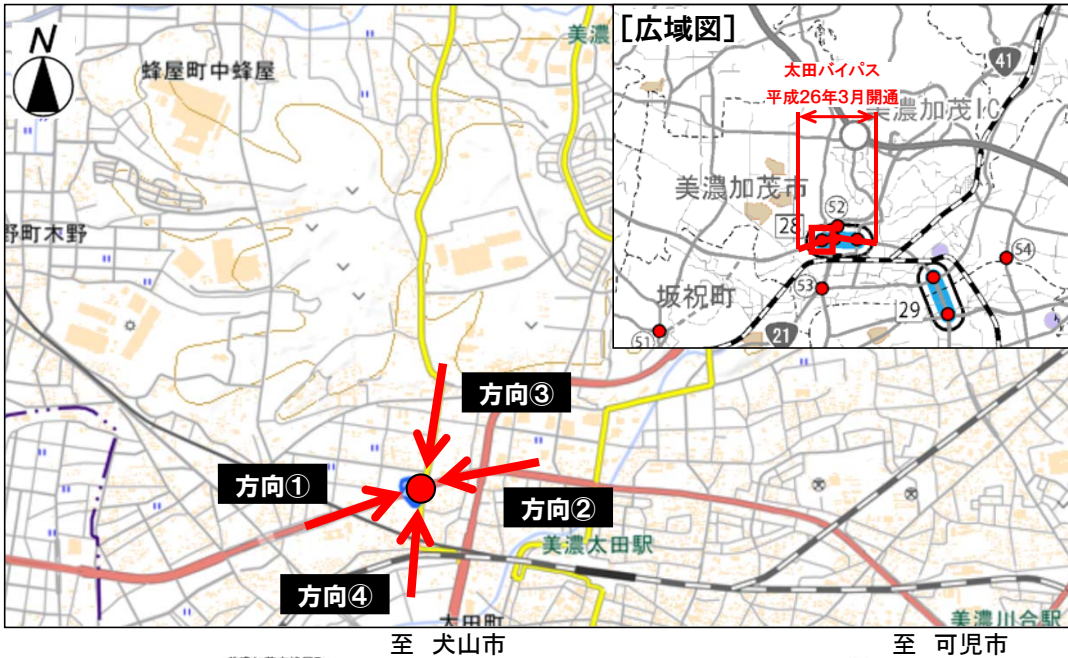 N
蜂屋町中蜂屋
美濃
野町木野
[広域図]
41
太田バイパス
平成26年3月開通
美濃加茂IC
美濃加茂市
52
28
54
53
坂祝町
29
51
21
方向③
方向①
方向②
美濃太田駅
方向④
太田町
美濃川合駅
至 犬山市
至 可児市